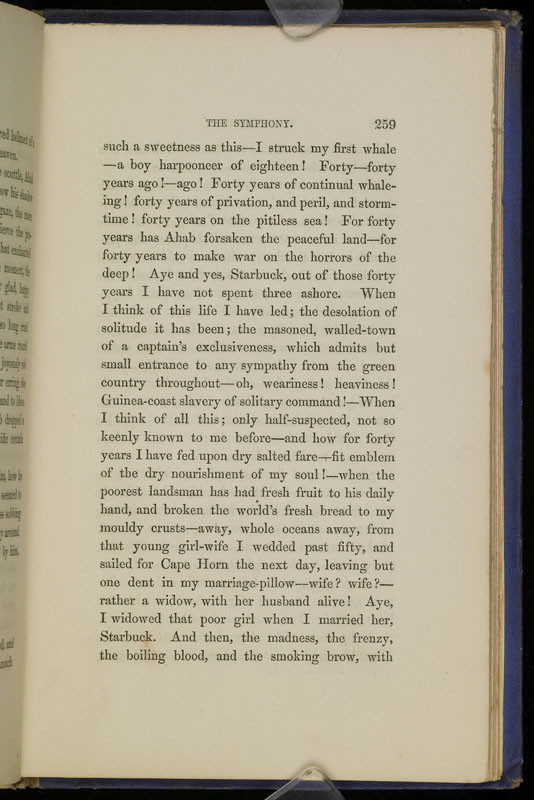 THE SYMPHONY. 259
such a sweetness as this—I struck my first whale
—a boy harpooneer of eighteen! Forty—forty
years ago!—ago! Forty years of continual whale-
ing! forty years of privation, and peril, and storm-
time! forty years on the pitiless sea! For forty
years has Ahab forsaken the peaceful land—for
forty years to make war on the horrors of the
deep! Aye and yes, Starbuck, out of those forty
years I have not spent three ashore. When
I think of this life I have led; the desolation of
solitude it has been; the masoned, walled-town
of a captain's exclusiveness, which admits but
small entrance to any sympathy from the green
country throughout—oh, weariness! heaviness!
Guinea-coast slavery of solitary command!—When
I think of all this; only half-suspected, not so
keenly known to me before—and how for forty
years I have fed upon dry salted fare—fit emblem
of the dry nourishment of my soul!—when the
poorest landsman has had fresh fruit to his daily
hand, and broken the world's fresh bread to my
mouldy crusts—away, whole oceans away, from
that young girl-wife I wedded past fifty, and
sailed for Cape Horn the next day, leaving but
one dent in my marriage-pillow—wife? wife?—
rather a widow, with her husband alive! Aye,
I widowed that poor girl when I married her,
Starbuck. And then, the madness, the frenzy,
the boiling blood, and the smoking brow, with